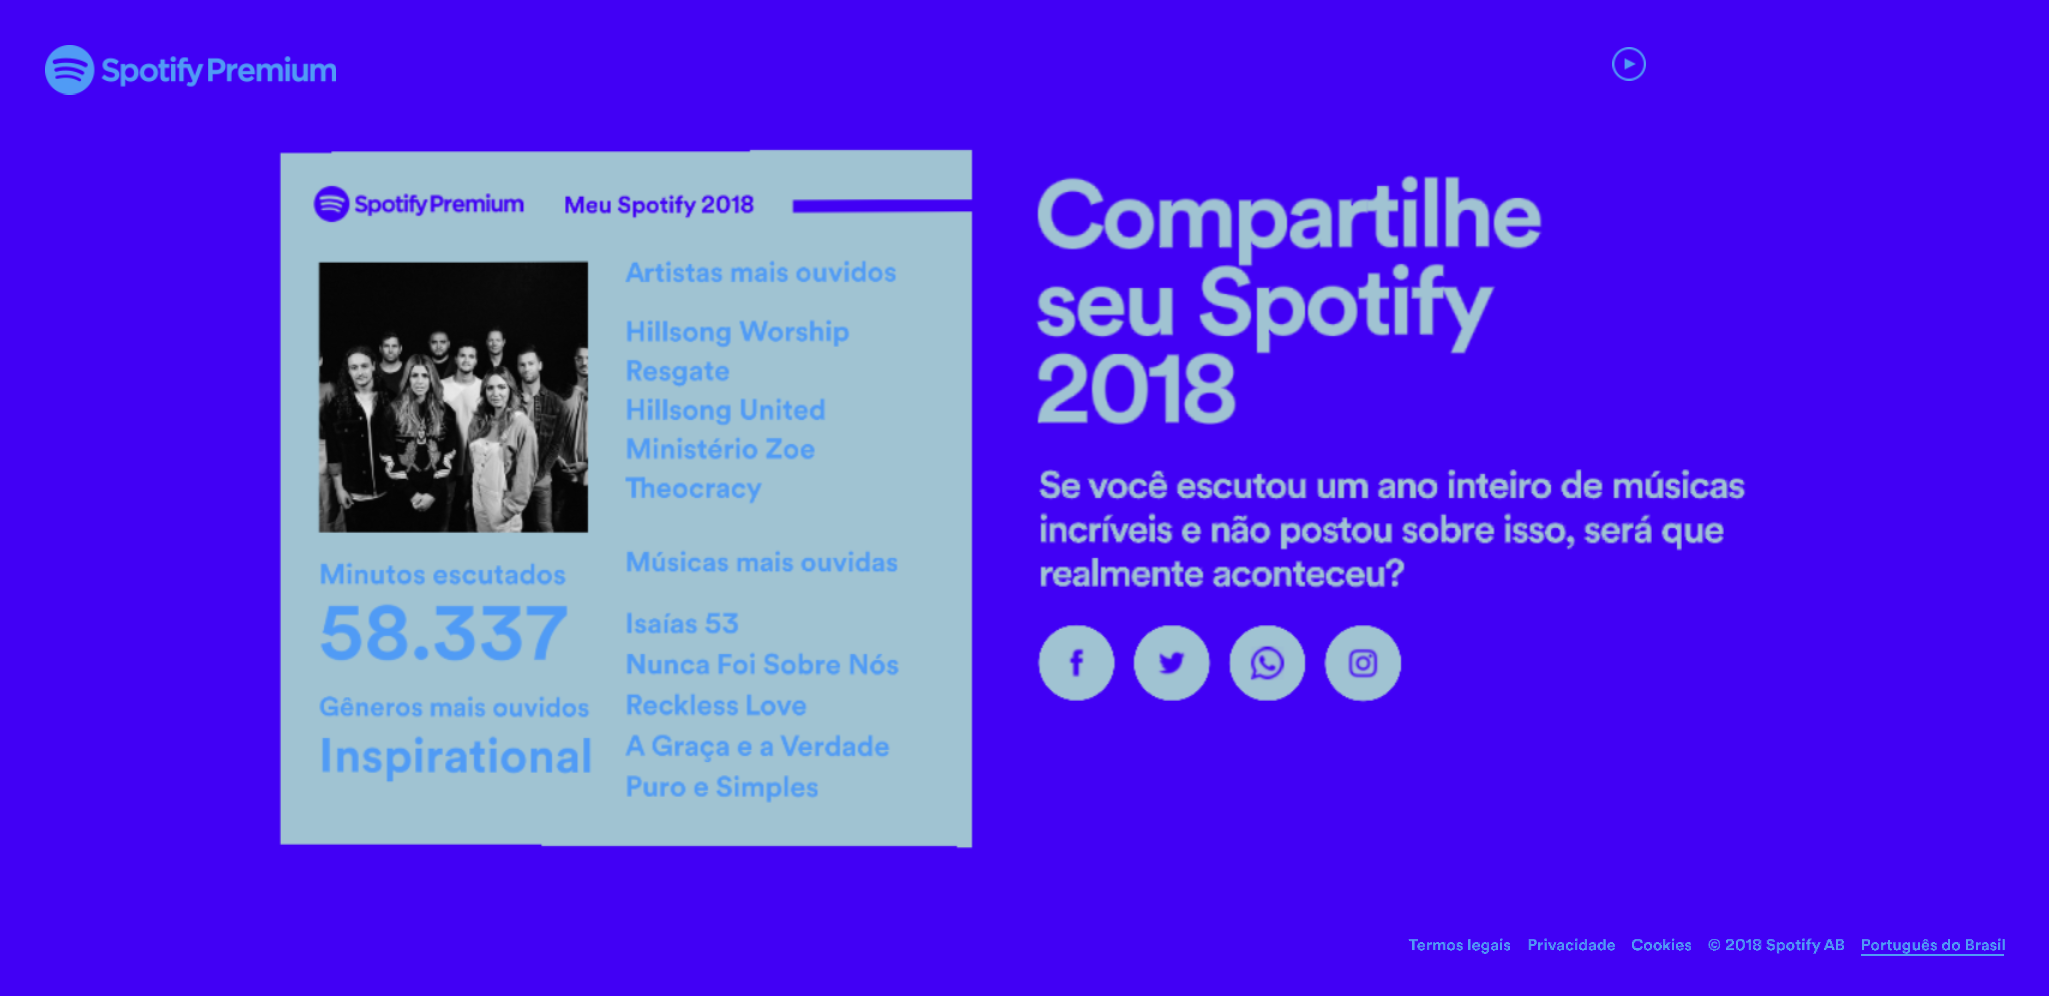 Spotify Premium
Spotify Premium
Meu Spotify 2018
Artistas mais ouvidos
Hillsong Worship
Resgate
Hillsong United
Ministério Zoe
Theocracy
Minutos escutados
58.337
Gêneros mais ouvidos
Inspirational
Músicas mais ouvidas
Isaías 53
Nunca Foi Sobre Nós
Reckless Love
A Graça e a Verdade
Puro e Simples
Compartilhe
seu Spotify
2018
Se você escutou um ano inteiro de músicas
incríveis e não postou sobre isso, será que
realmente aconteceu?
Termos legais Privacidade Cookies © 2018 Spotify AB Português do Brasil